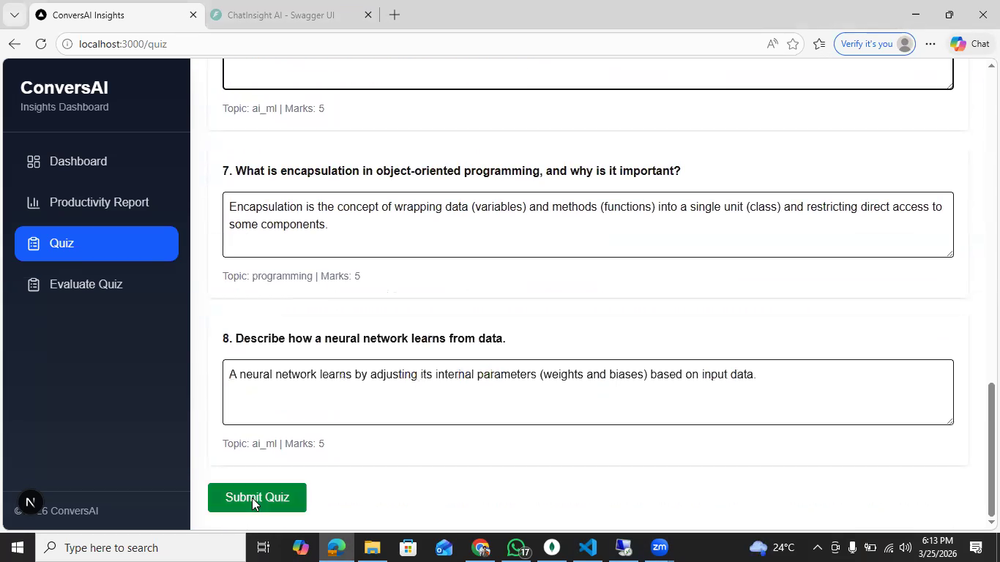 ConversAI Insights
ChatInsight AI - Swagger UI
localhost:3000/quiz
Verify it's you
Chat
ConversAI
Insights Dashboard
Dashboard
Productivity Report
Quiz
Evaluate Quiz
N
6 ConversAI
Topic: ai_ml | Marks: 5
7. What is encapsulation in object-oriented programming, and why is it important?
Encapsulation is the concept of wrapping data (variables) and methods (functions) into a single unit (class) and restricting direct access to
some components.
Topic: programming | Marks: 5
8. Describe how a neural network learns from data.
A neural network learns by adjusting its internal parameters (weights and biases) based on input data.
Topic: ai_ml | Marks: 5
Submit Quiz
Type here to search
17
zm
24°C
6:13 PM
3/25/2026